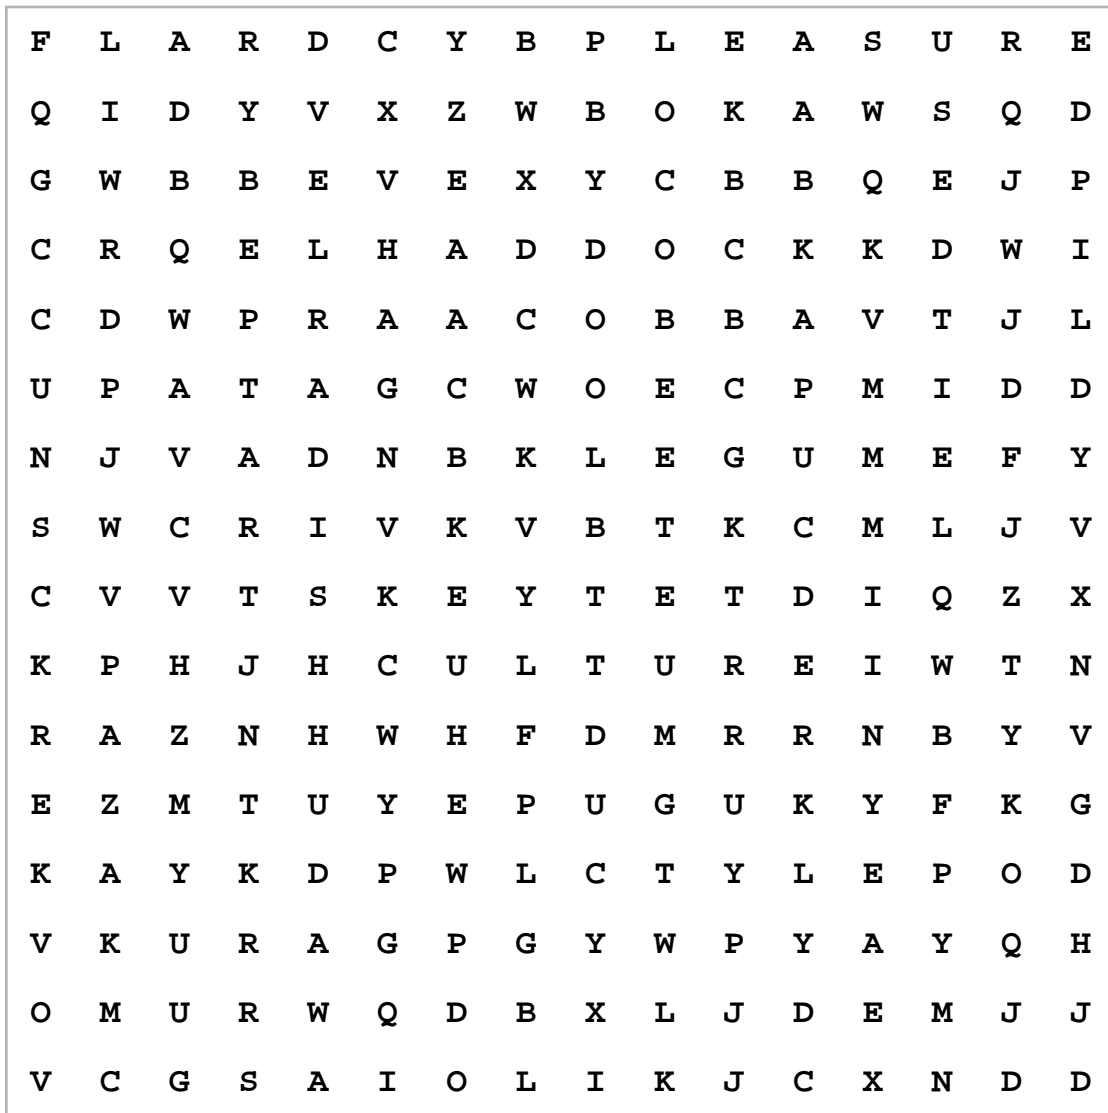 F L A R D C Y B P L E A S U R E
Q I D Y V X Z W B O K A W S Q D
G W B B E V E X Y C B B Q E J P
C R Q E L H A D D O C K K D W I
C D W P R A A C O B B A V T J L
U P A T A G C W O E C P M I D D
N J V A D N B K L E G U M E F Y
S W C R I V K V B T K C M L J V
C V V T S K E Y T E T D I Q Z X
K P H J H C U L T U R E I W T N
R A Z N H W H F D M R R N B Y V
E Z M T U Y E P U G U K Y F K G
K A Y K D P W L C T Y L E P O D
V K U R A G P G Y W P Y A Y Q H
O M U R W Q D B X L J D E M J J
V C G S A I O L I K J C X N D D